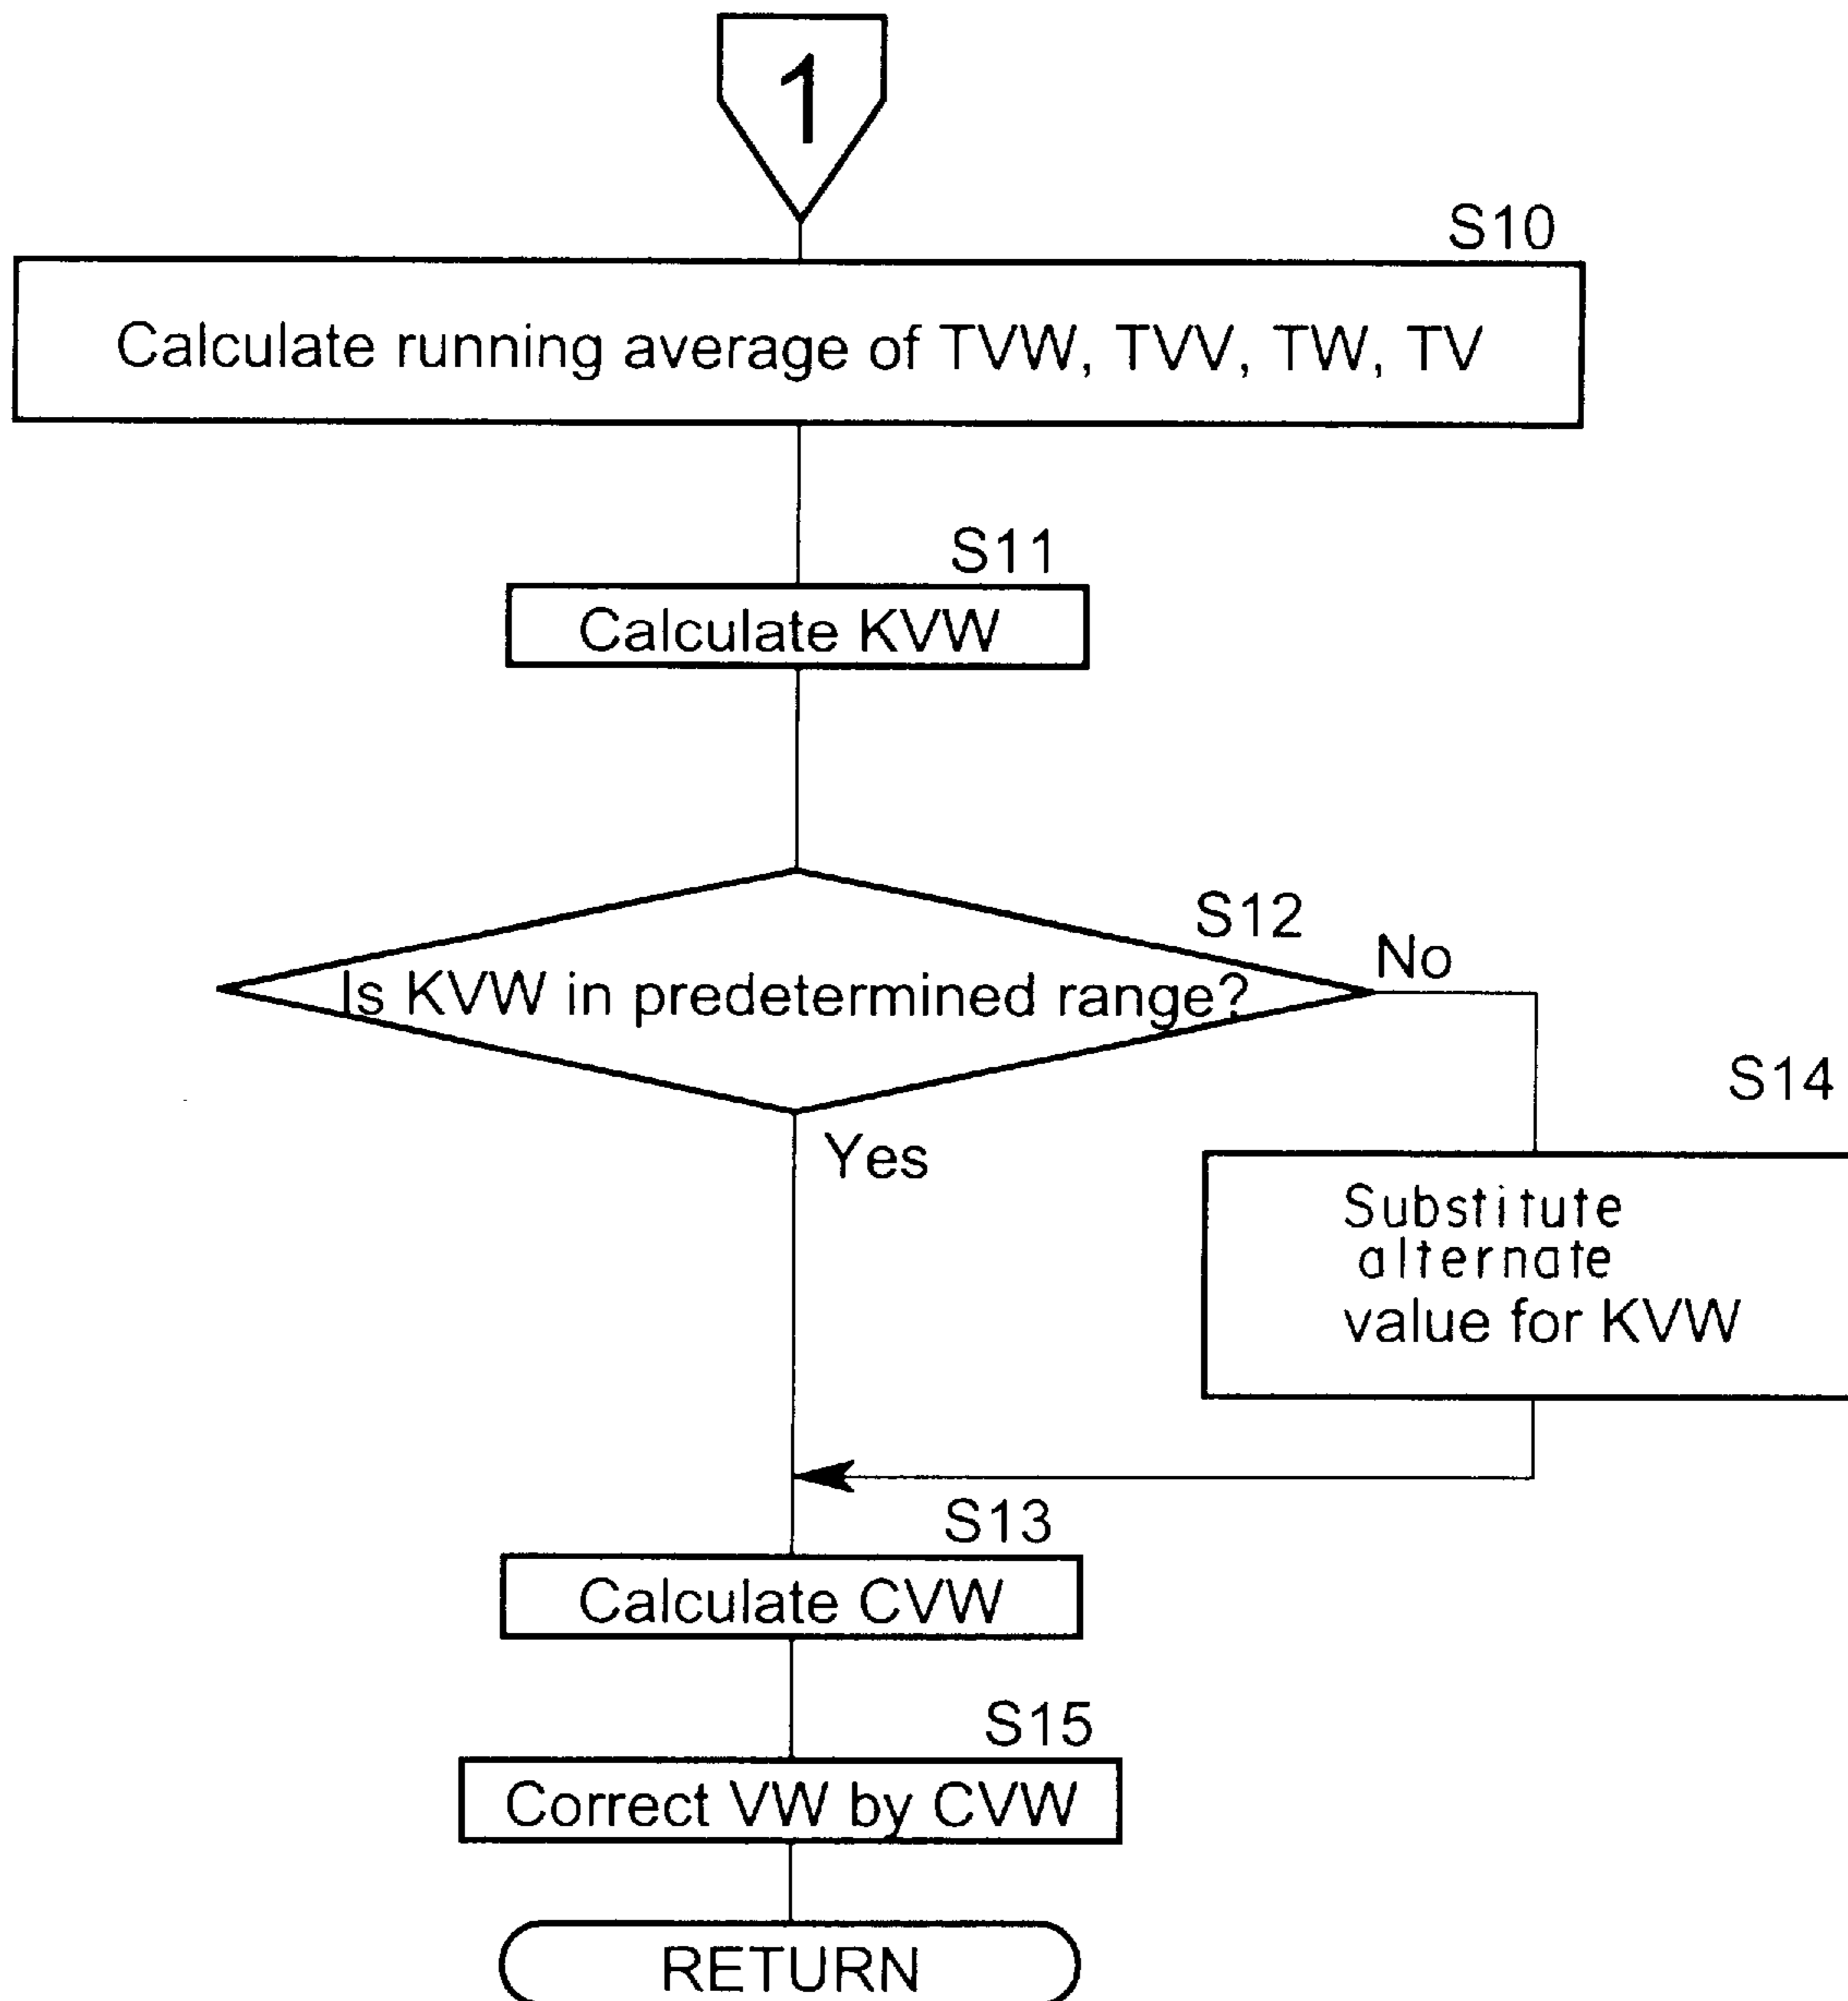 1
S10
Calculate running average of TVW, TVV, TW, TV
S11
Calculate KVW
S12
Is KVW in predetermined range?
No
Yes
S14
Substitute
alternate
value for KVW
S13
Calculate CVW
S15
Correct VW by CVW
RETURN